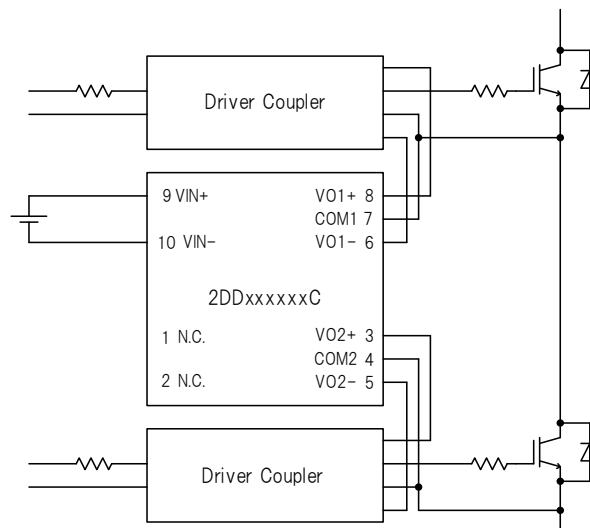 Driver Coupler
9 VIN+ VO1+ 8
COM1 7
10 VIN- VO1- 6
2DDxxxxxxC
1 N.C. VO2+ 3
COM2 4
2 N.C. VO2- 5
Driver Coupler